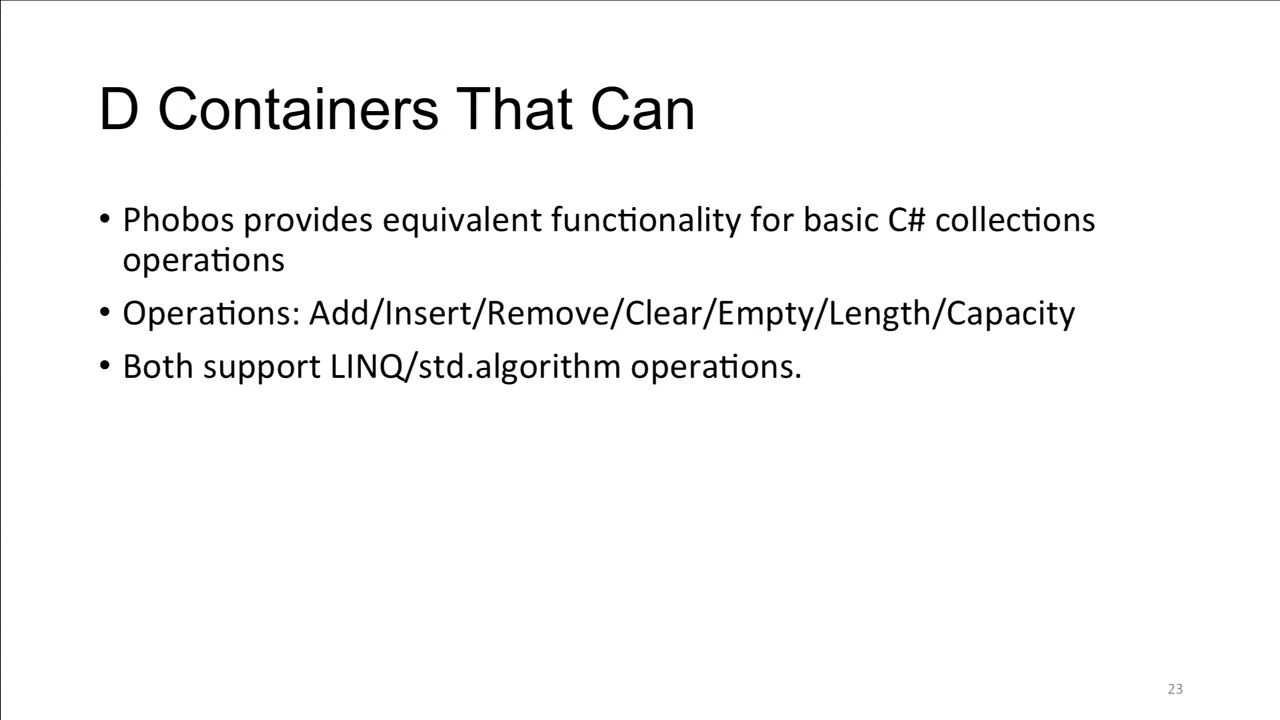 D Containers That Can
• Phobos provides equivalent functionality for basic C# collections
operations
• Operations: Add/Insert/Remove/Clear/Empty/Length/Capacity
• Both support LINQ/std.algorithm operations.
23